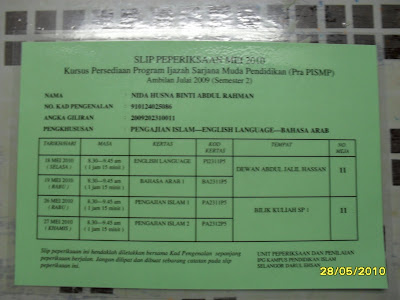 SLIP PEPERIKSAAN MEI 2010
Kursus Persediaan Program Ijazah Sarjana Muda Pendidikan (Pra PISMP)
Ambilan Julai 2009 (Semester 2)
NAMA : NIDA HUSNA BINTI ABDUL RAHMAN
NO. KAD PENGENALAN : 910124025086
ANGKA GILIRAN : 2009202310011
PENGKHUSUSAN : PENGAJIAN ISLAM—ENGLISH LANGUAGE—BAHASA ARAB
TARIKH/HARI MASA KERTAS KOD KERTAS TEMPAT NO MEJA
18 MEI 2010 ( SELASA ) 8.30—9.45 am ( 1 jam 15 minit ) ENGLISH LANGUAGE PI2311P5 DEWAN ABDUL JALIL HASSAN 11
19 MEI 2010 ( RABU ) 8.30—9.45 am ( 1 jam 15 minit ) BAHASA ARAB 1 BA2311P5
26 MEI 2010 ( RABU ) 8.30—9.45 am ( 1 jam 15 minit ) PENGAJIAN ISLAM 1 PA2311P5 BILIK KULIAH SP 1 11
27 MEI 2010 ( KHAMIS ) 8.30—9.45 am ( 1 jam 15 minit ) PENGAJIAN ISLAM 2 PA2312P5
Slip peperiksaan ini hendaklah diletakkan bersama Kad Pengenalan sepanjang
peperiksaan berjalan. Jangan dilipat dan dibuat sebarang catatan pada slip
peperiksaan ini.
UNIT PEPERIKSAAN DAN PENILAIAN
IPG KAMPUS PENDIDIKAN ISLAM
SELANGOR DARUL EHSAN
28/05/2010